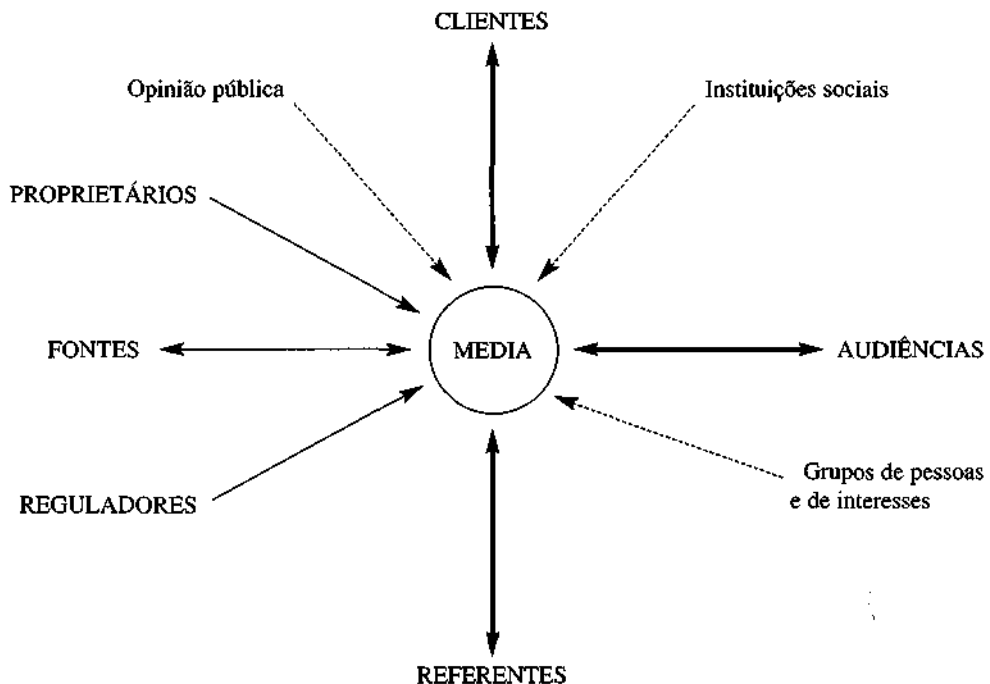 CLIENTES
Opinião pública
Instituições sociais
PROPRIETÁRIOS
FONTES
MEDIA
AUDIÊNCIAS
REGULADORES
Grupos de pessoas
e de interesses
REFERENTES